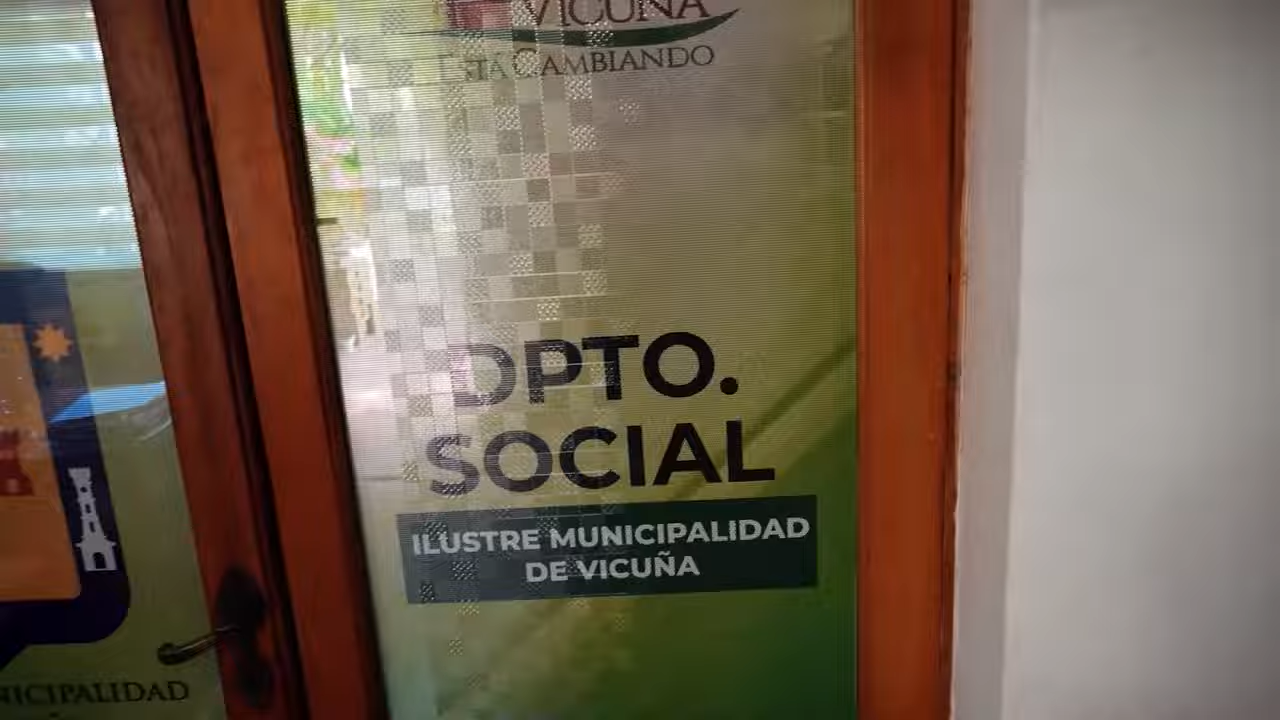 VICUÑA
ESTÁ CAMBIANDO
DPTO.
SOCIAL
ILUSTRE MUNICIPALIDAD
DE VICUÑA
NICIPALIDAD